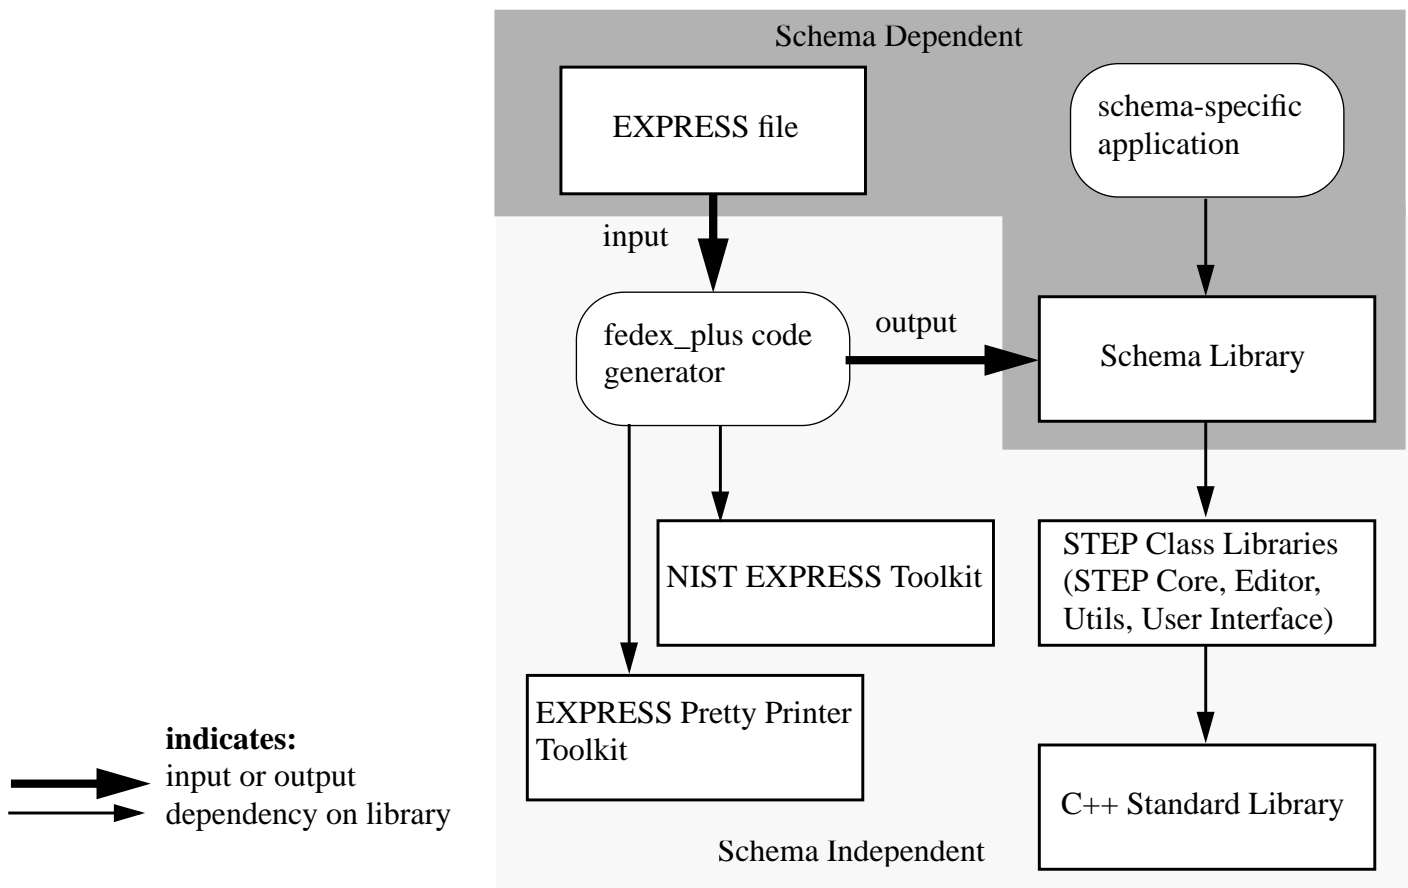 Schema Dependent
EXPRESS file
schema-specific
application
input
fedex_plus code
generator
output
Schema Library
NIST EXPRESS Toolkit
STEP Class Libraries
(STEP Core, Editor,
Utils, User Interface)
EXPRESS Pretty Printer
Toolkit
C++ Standard Library
Schema Independent
indicates:
input or output
dependency on library